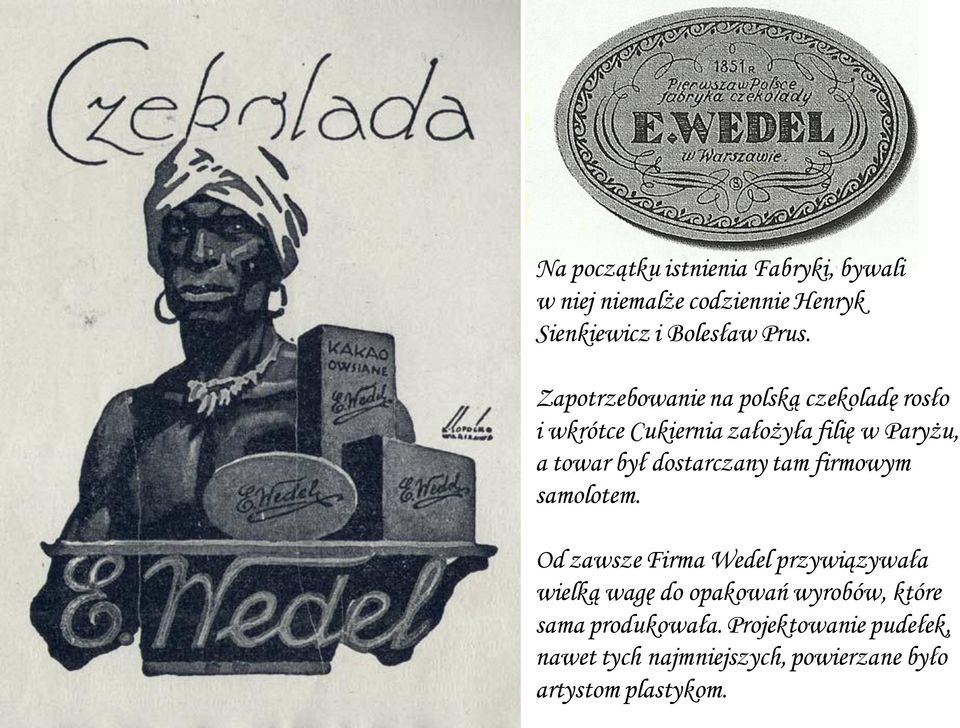 Czekolada
KAKAO
OWSIANE
E.Wedel
WARSZAWA
E.Wedel
E.Wedel
E.Wedel
1851 R
Pierwsza w Polsce
fabryka czekolady
E.WEDEL
w Warszawie.
Na początku istnienia Fabryki, bywali
w niej niemalże codziennie Henryk
Sienkiewicz i Bolesław Prus.
Zapotrzebowanie na polską czekoladę rosło
i wkrótce Cukiernia założyła filię w Paryżu,
a towar był dostarczany tam firmowym
samolotem.
Od zawsze Firma Wedel przywiązywała
wielką wagę do opakowań wyrobów, które
sama produkowała. Projektowanie pudełek,
nawet tych najmniejszych, powierzane było
artystom plastykom.